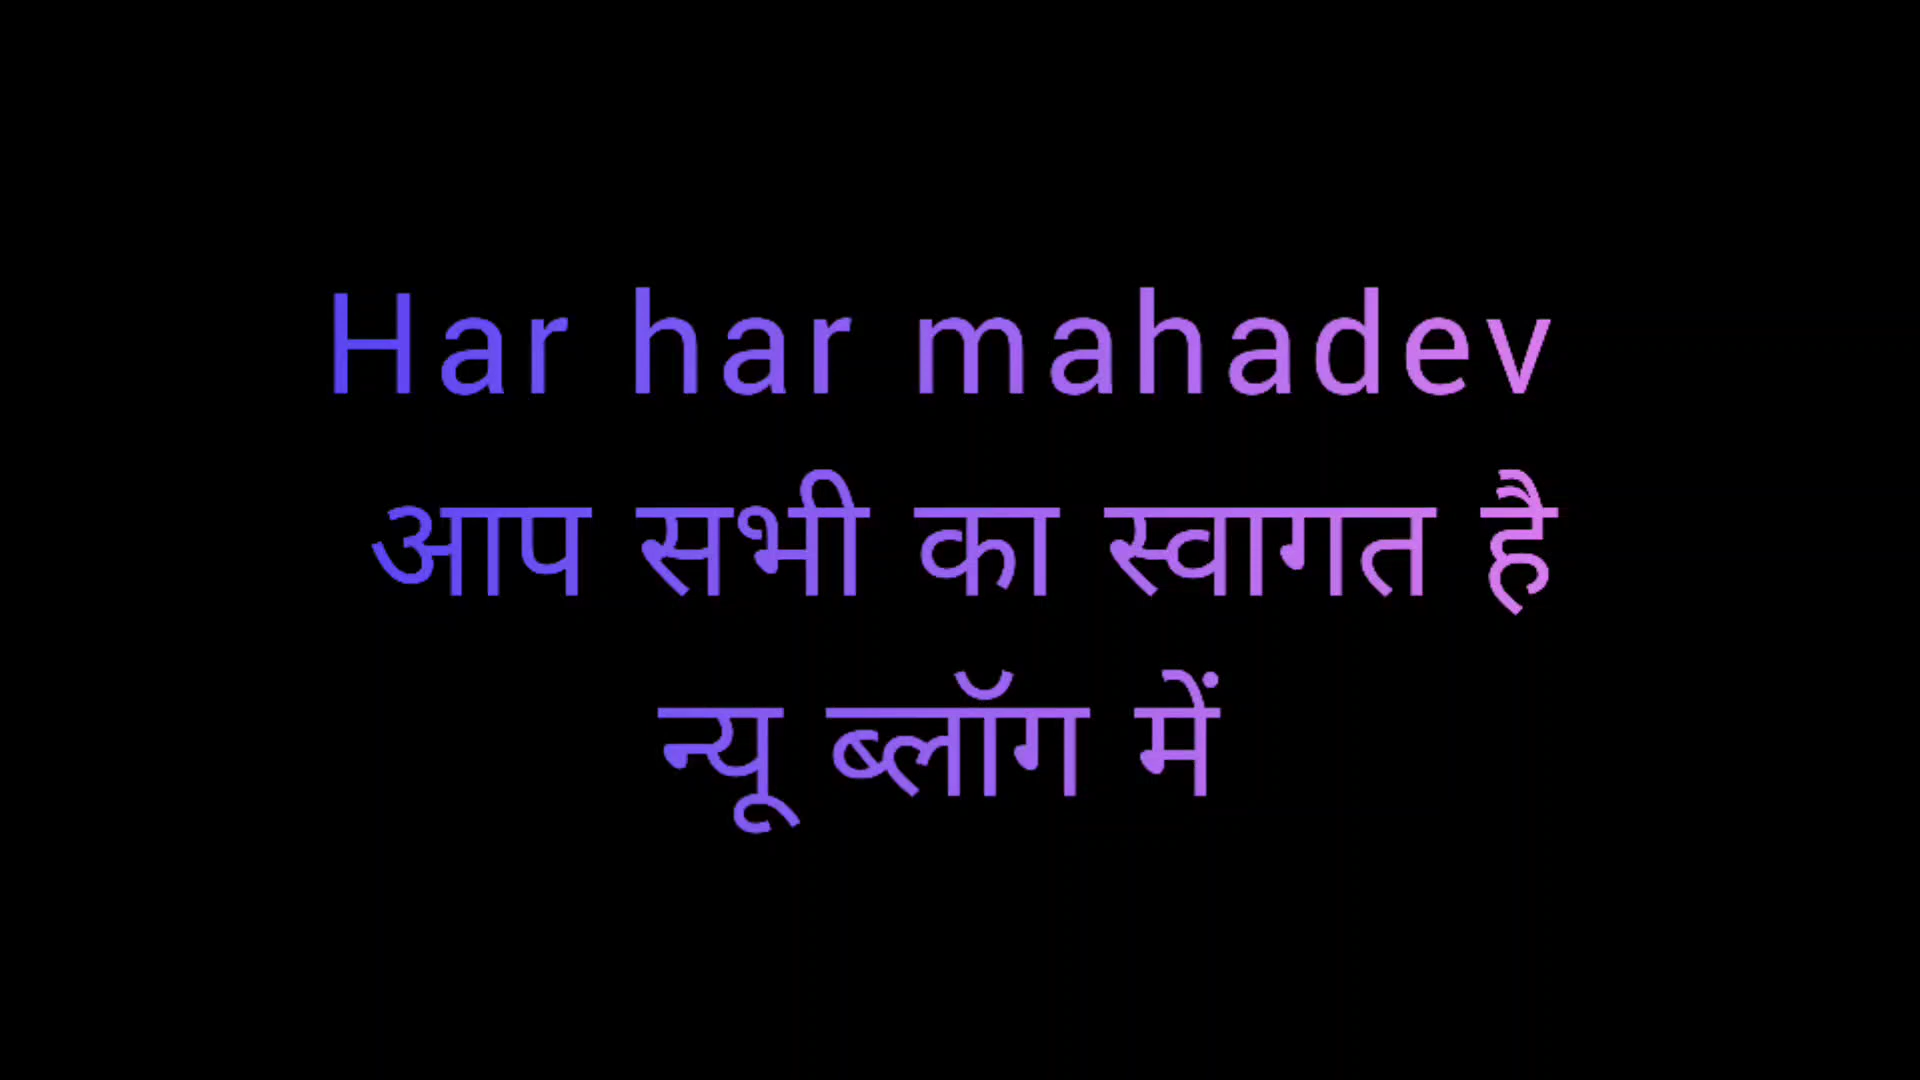 Har har mahadev
आप सभी का स्वागत है
न्यू ब्लॉग में